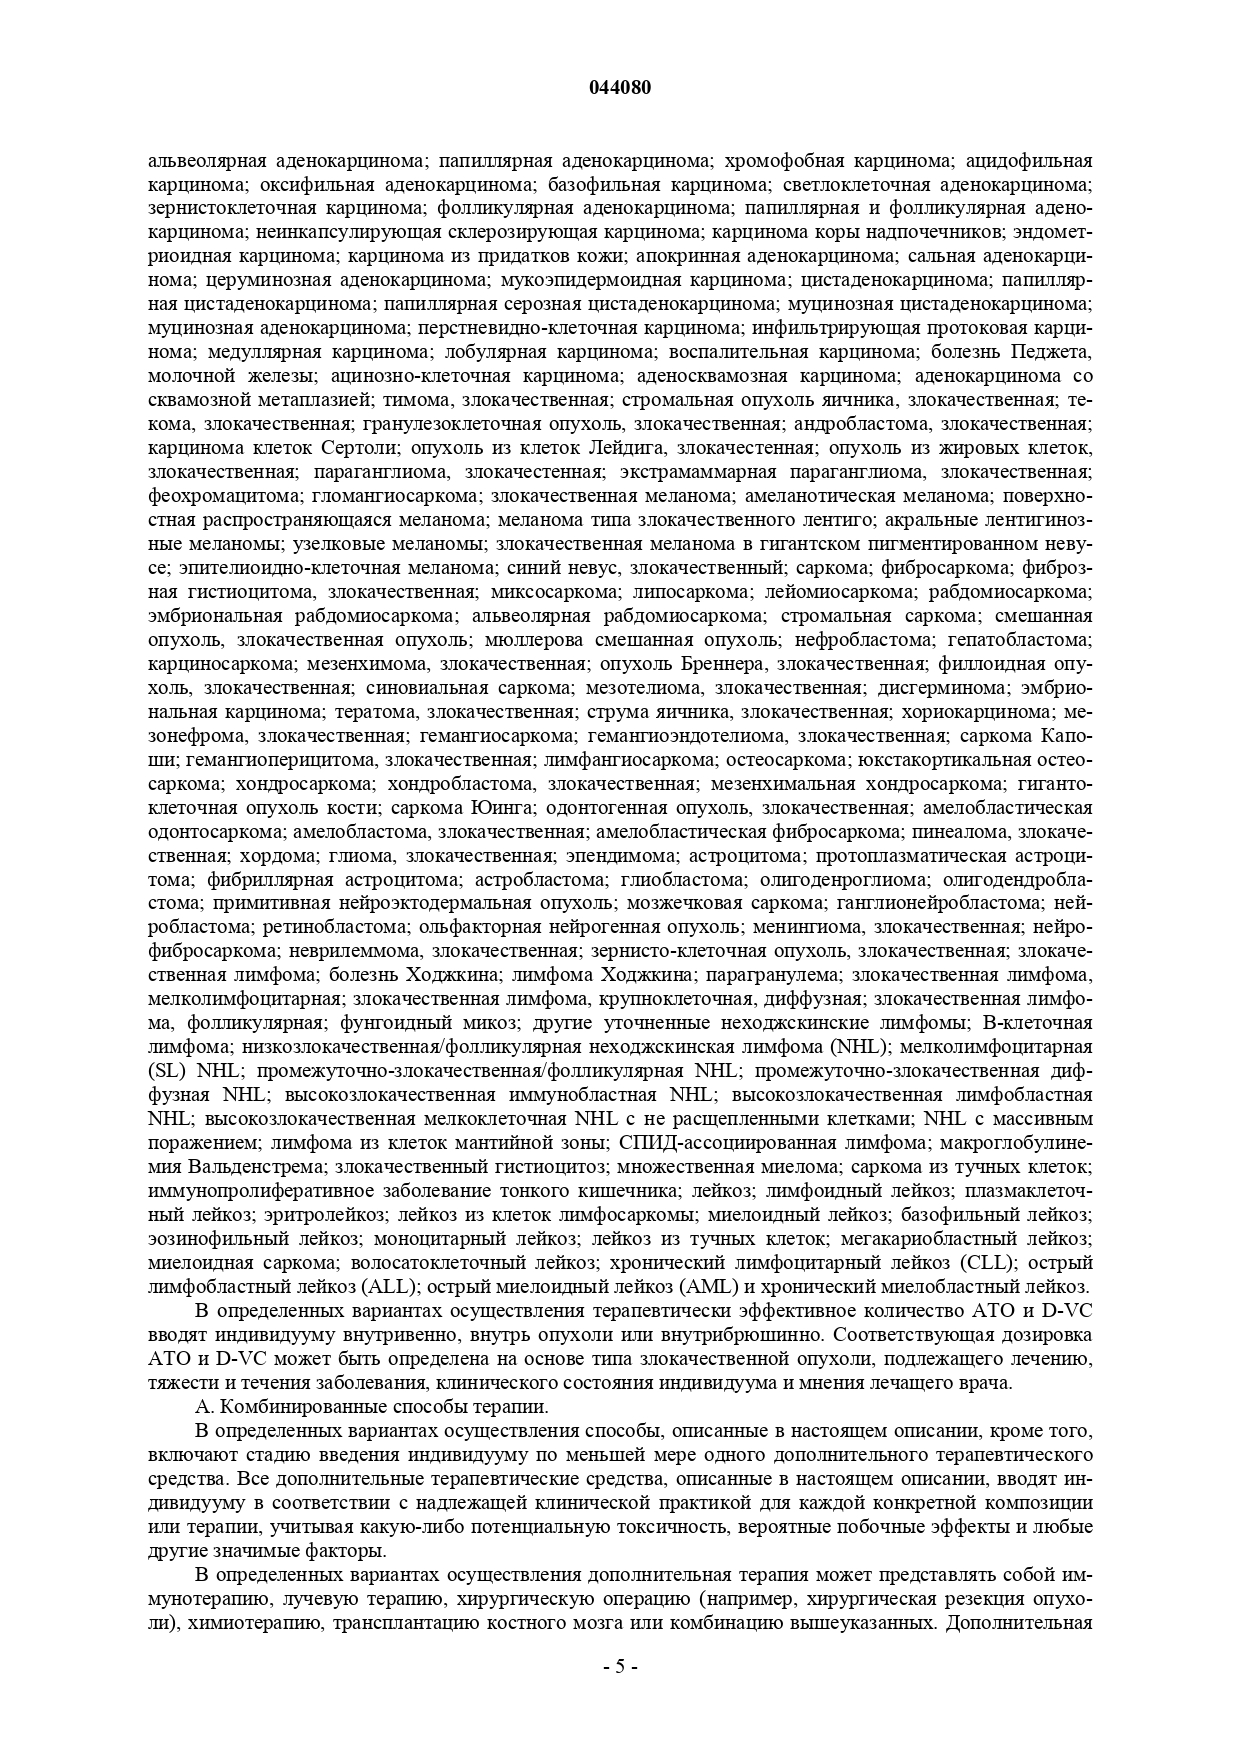 044080
альвеолярная аденокарцинома; папиллярная аденокарцинома; хромофобная карцинома; ацидофильная
карцинома; оксифильная аденокарцинома; базофильная карцинома; светлоклеточная аденокарцинома;
зернистоклеточная карцинома; фолликулярная аденокарцинома; папиллярная и фолликулярная адено-
карцинома; неинкапсулирующая склерозирующая карцинома; карцинома коры надпочечников; эндомет-
риоидная карцинома; карцинома из придатков кожи; апокринная аденокарцинома; сальная аденокарци-
нома; церуминозная аденокарцинома; мукоэпидермоидная карцинома; цистаденокарцинома; папилляр-
ная цистаденокарцинома; папиллярная серозная цистаденокарцинома; муцинозная цистаденокарцинома;
муцинозная аденокарцинома; перстневидно-клеточная карцинома; инфильтрирующая протоковая карци-
нома; медуллярная карцинома; лобулярная карцинома; воспалительная карцинома; болезнь Педжета,
молочной железы; ацинозно-клеточная карцинома; аденосквамозная карцинома; аденокарцинома со
сквамозной метаплазией; тимома, злокачественная; стромальная опухоль яичника, злокачественная; те-
кома, злокачественная; гранулезоклеточная опухоль, злокачественная; андробластома, злокачественная;
карцинома клеток Сертоли; опухоль из клеток Лейдига, злокачестенная; опухоль из жировых клеток,
злокачественная; параганглиома, злокачестенная; экстрамаммарная параганглиома, злокачественная;
феохромацитома; гломангиосаркома; злокачественная меланома; амеланотическая меланома; поверхно-
стная распространяющаяся меланома; меланома типа злокачественного лентиго; акральные лентигиноз-
ные меланомы; узелковые меланомы; злокачественная меланома в гигантском пигментированном неву-
се; эпителиоидно-клеточная меланома; синий невус, злокачественный; саркома; фибросаркома; фиброз-
ная гистиоцитома, злокачественная; миксосаркома; липосаркома; лейомиосаркома; рабдомиосаркома;
эмбриональная рабдомиосаркома; альвеолярная рабдомиосаркома; стромальная саркома; смешанная
опухоль, злокачественная опухоль; мюллерова смешанная опухоль; нефробластома; гепатобластома;
карциносаркома; мезенхимома, злокачественная; опухоль Бреннера, злокачественная; филлоидная опу-
холь, злокачественная; синовиальная саркома; мезотелиома, злокачественная; дисгерминома; эмбрио-
нальная карцинома; тератома, злокачественная; струма яичника, злокачественная; хориокарцинома; ме-
зонефрома, злокачественная; гемангиосаркома; гемангиоэндотелиома, злокачественная; саркома Капо-
ши; гемангиоперицитома, злокачественная; лимфангиосаркома; остеосаркома; юкстакортикальная остео-
саркома; хондросаркома; хондробластома, злокачественная; мезенхимальная хондросаркома; гиганто-
клеточная опухоль кости; саркома Юинга; одонтогенная опухоль, злокачественная; амелобластическая
одонтосаркома; амелобластома, злокачественная; амелобластическая фибросаркома; пинеалома, злокаче-
ственная; хордома; глиома, злокачественная; эпендимома; астроцитома; протоплазматическая астроци-
тома; фибриллярная астроцитома; астробластома; глиобластома; олигоденроглиома; олигодендробла-
стома; примитивная нейроэктодермальная опухоль; мозжечковая саркома; ганглионейробластома; ней-
робластома; ретинобластома; ольфакторная нейрогенная опухоль; менингиома, злокачественная; нейро-
фибросаркома; неврилеммома, злокачественная; зернисто-клеточная опухоль, злокачественная; злокаче-
ственная лимфома; болезнь Ходжкина; лимфома Ходжкина; парагранулема; злокачественная лимфома,
мелколимфоцитарная; злокачественная лимфома, крупноклеточная, диффузная; злокачественная лимфо-
ма, фолликулярная; фунгоидный микоз; другие уточненные неходжскинские лимфомы; В-клеточная
лимфома; низкозлокачественная/фолликулярная неходжскинская лимфома (NHL); мелколимфоцитарная
(SL) NHL; промежуточно-злокачественная/фолликулярная NHL; промежуточно-злокачественная диф-
фузная NHL; высокозлокачественная иммунобластная NHL; высокозлокачественная лимфобластная
NHL; высокозлокачественная мелкоклеточная NHL с не расщепленными клетками; NHL с массивным
поражением; лимфома из клеток мантийной зоны; СПИД-ассоциированная лимфома; макроглобулине-
мия Вальденстрема; злокачественный гистиоцитоз; множественная миелома; саркома из тучных клеток;
иммунопролиферативное заболевание тонкого кишечника; лейкоз; лимфоидный лейкоз; плазмаклеточ-
ный лейкоз; эритролейкоз; лейкоз из клеток лимфосаркомы; миелоидный лейкоз; базофильный лейкоз;
эозинофильный лейкоз; моноцитарный лейкоз; лейкоз из тучных клеток; мегакариобластный лейкоз;
миелоидная саркома; волосатоклеточный лейкоз; хронический лимфоцитарный лейкоз (CLL); острый
лимфобластный лейкоз (ALL); острый миелоидный лейкоз (AML) и хронический миелобластный лейкоз.
В определенных вариантах осуществления терапевтически эффективное количество АТО и D-VC
вводят индивидууму внутривенно, внутрь опухоли или внутрибрюшинно. Соответствующая дозировка
АТО и D-VC может быть определена на основе типа злокачественной опухоли, подлежащего лечению,
тяжести и течения заболевания, клинического состояния индивидуума и мнения лечащего врача.
А. Комбинированные способы терапии.
В определенных вариантах осуществления способы, описанные в настоящем описании, кроме того,
включают стадию введения индивидууму по меньшей мере одного дополнительного терапевтического
средства. Все дополнительные терапевтические средства, описанные в настоящем описании, вводят ин-
дивидууму в соответствии с надлежащей клинической практикой для каждой конкретной композиции
или терапии, учитывая какую-либо потенциальную токсичность, вероятные побочные эффекты и любые
другие значимые факторы.
В определенных вариантах осуществления дополнительная терапия может представлять собой им-
мунотерапию, лучевую терапию, хирургическую операцию (например, хирургическая резекция опухо-
ли), химиотерапию, трансплантацию костного мозга или комбинацию вышеуказанных. Дополнительная
- 5 -